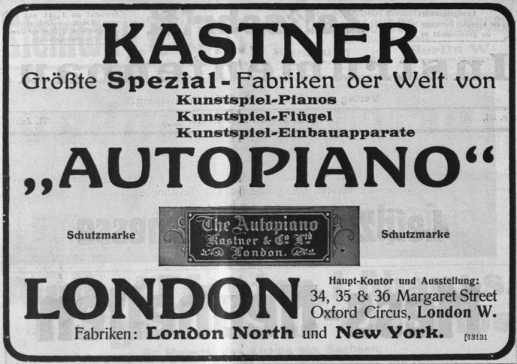 KASTNER
Größte Spezial-Fabriken der Welt von
Kunstspiel-Pianos
Kunstspiel-Flügel
Kunstspiel-Einbauapparate
„AUTOPIANO“
Schutzmarke
The Autopiano
Kastner & Co Ltd
London.
Schutzmarke
LONDON
Haupt-Kontor und Ausstellung:
34, 35 & 36 Margaret Street
Oxford Circus, London W.
Fabriken: London North und New York.
[13131